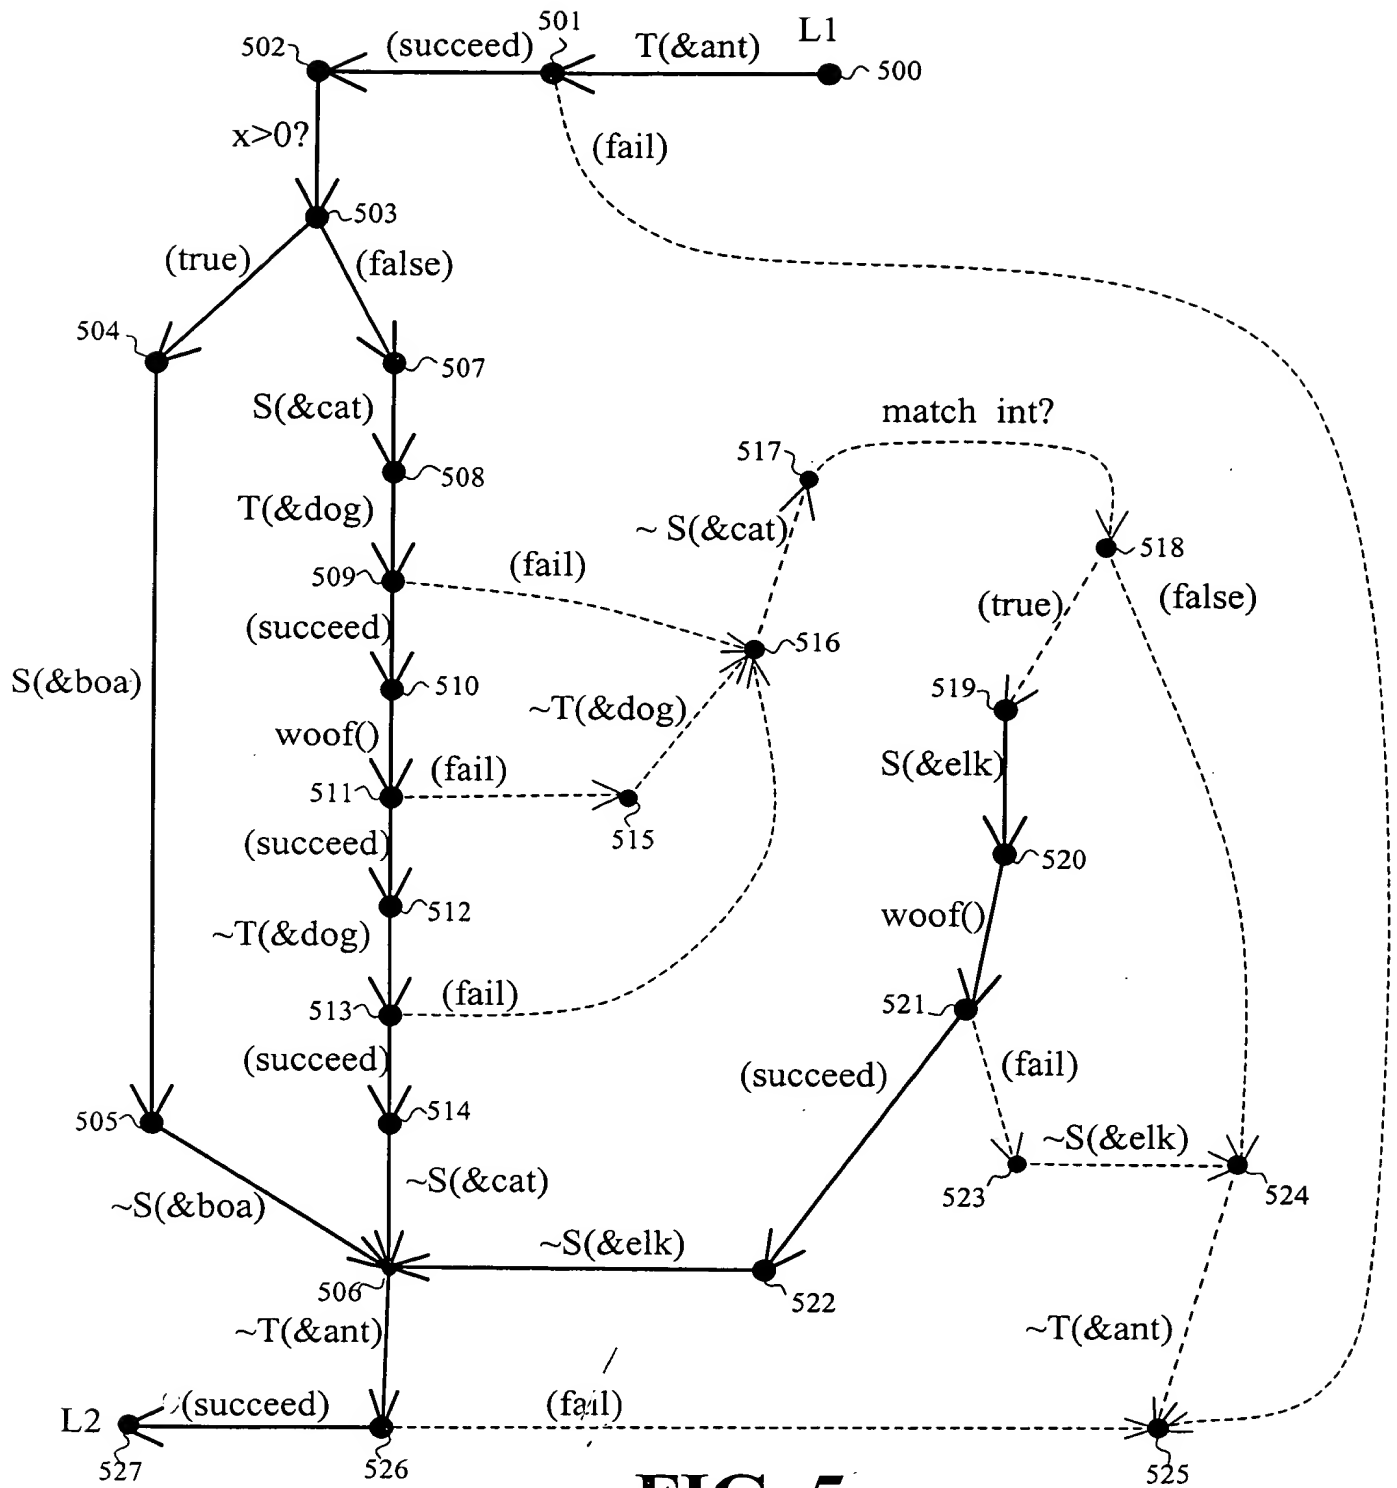 501
L1
502
(succeed)
T(&ant)
500
x>0?
(fail)
503
(true)
(false)
504
507
S(&cat)
match int?
517
508
T(&dog)
~ S(&cat)
518
509
(fail)
(true)
(false)
(succeed)
516
510
519
S(&boa)
~T(&dog)
woof()
S(&elk)
511
(fail)
515
(succeed)
520
512
woof()
~T(&dog)
513
(fail)
521
(succeed)
(succeed)
(fail)
505
514
~S(&elk)
~S(&cat)
523
524
~S(&boa)
~S(&elk)
506
522
~T(&ant)
~T(&ant)
L2
(succeed)
(fail)
527
526
525
FIG. 5